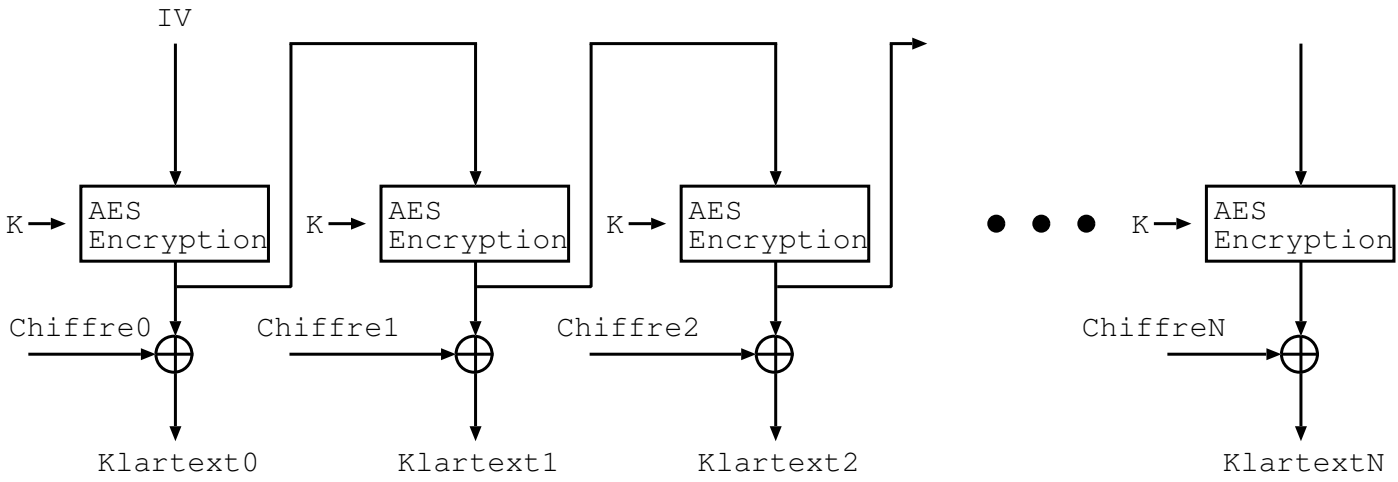 IV
K
AES
Encryption
K
AES
Encryption
K
AES
Encryption
K
AES
Encryption
Chiffre0
Chiffre1
Chiffre2
ChiffreN
Klartext0
Klartext1
Klartext2
KlartextN